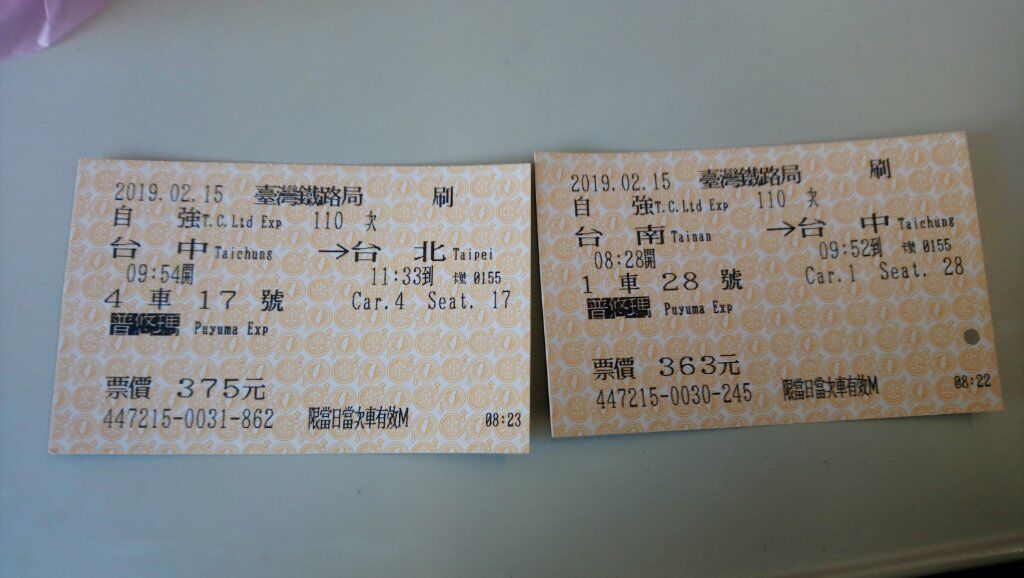 2019.02.15 臺灣鐵路局 刷
自 強T.C.Ltd Exp 110 次
台 中 Taichung →台 北 Taipei
09:54開 11:33到 0155
4 車 17 號 Car.4 Seat. 17
普悠瑪 Puyuma Exp
票價 375元
447215-0031-862 限當日當次車有效M 08:23
2019.02.15 臺灣鐵路局 刷
自 強T.C.Ltd Exp 110 次
台 南 Tainan →台 中 Taichung
08:28開 09:52到 0155
1 車 28 號 Car.1 Seat. 28
普悠瑪 Puyuma Exp
票價 363元
447215-0030-245 限當日當次車有效M 08:22